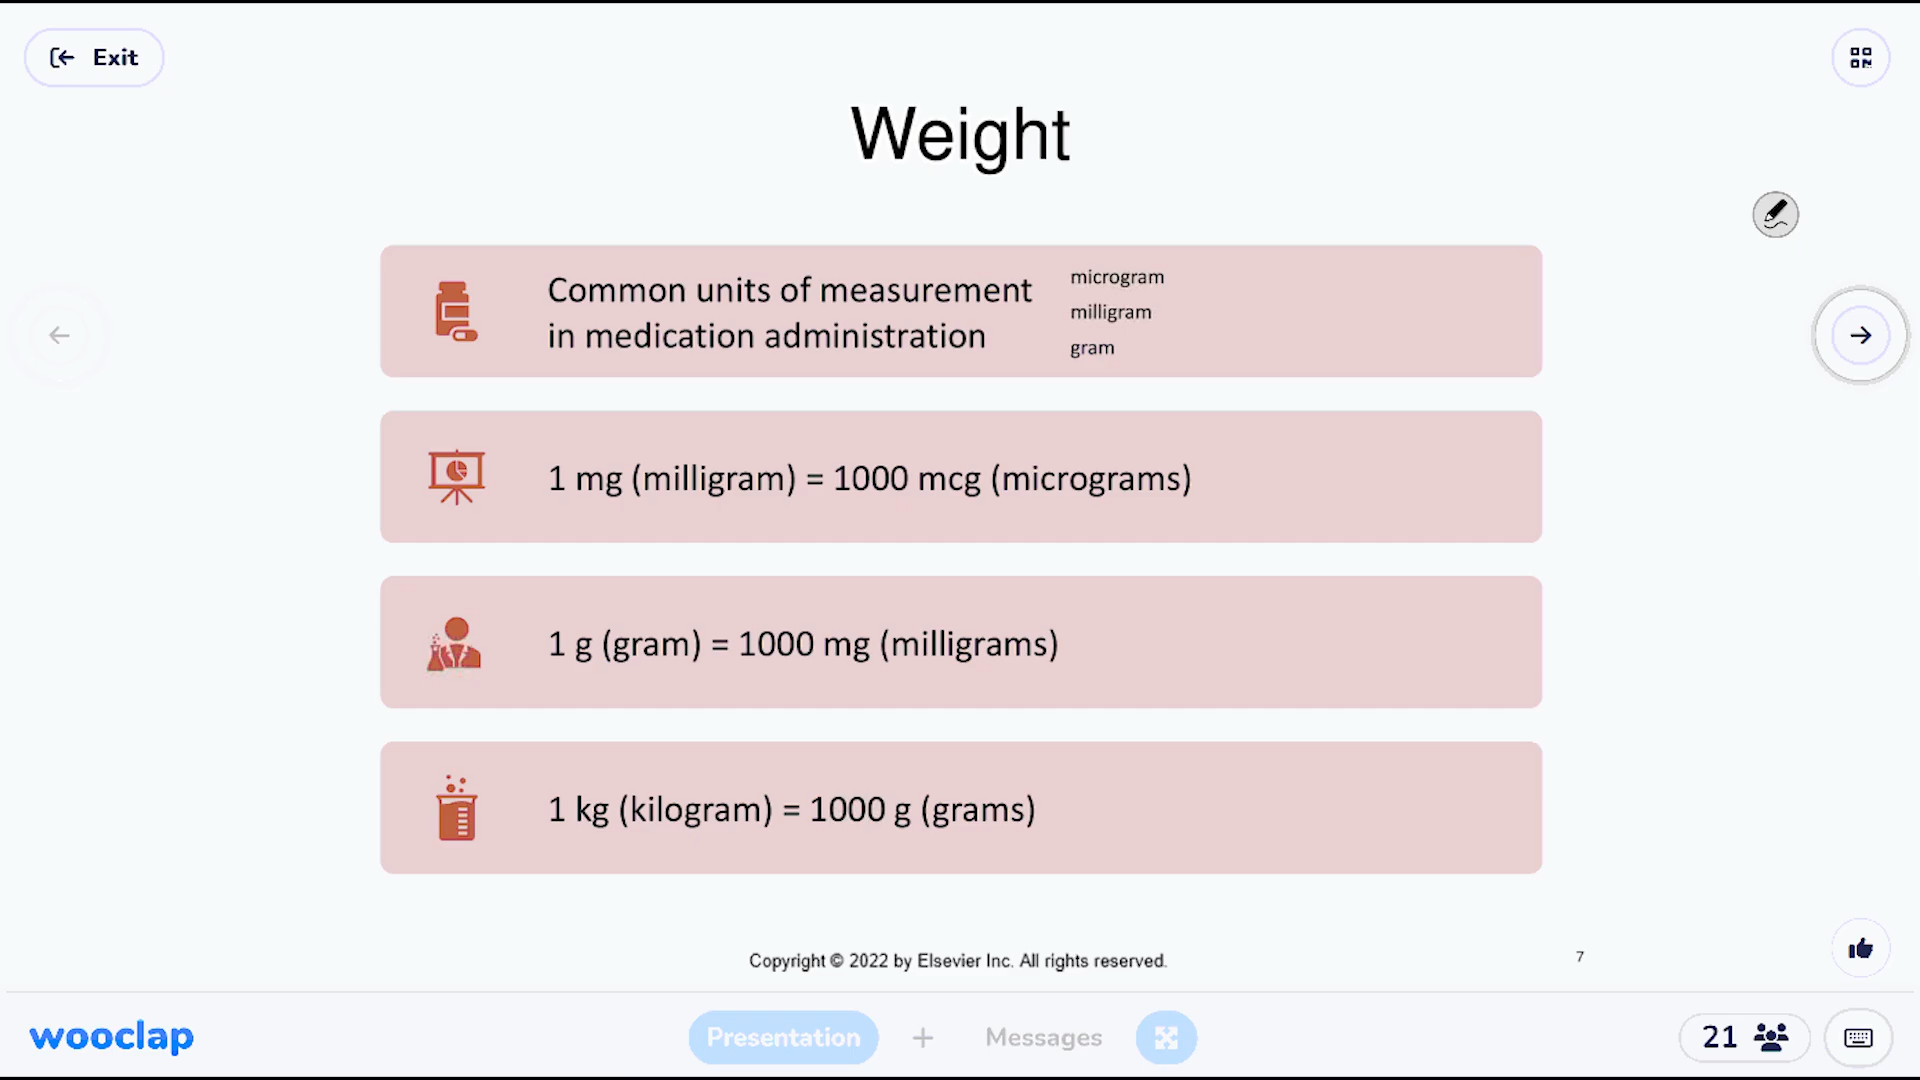 Exit
Weight
Common units of measurement
in medication administration
microgram
milligram
gram
1 mg (milligram) = 1000 mcg (micrograms)
1 g (gram) = 1000 mg (milligrams)
1 kg (kilogram) = 1000 g (grams)
Copyright © 2022 by Elsevier Inc. All rights reserved.
7
wooclap
Presentation + Messages
21